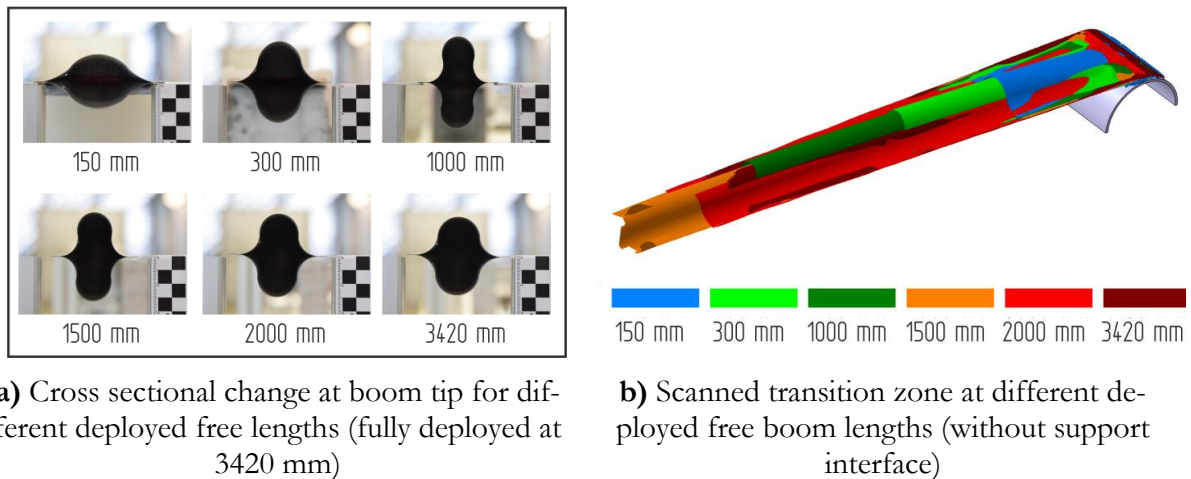 150 mm
300 mm
1000 mm
1500 mm
2000 mm
3420 mm
150 mm
300 mm
1000 mm
1500 mm
2000 mm
3420 mm
a) Cross sectional change at boom tip for dif-
ferent deployed free lengths (fully deployed at
3420 mm)
b) Scanned transition zone at different de-
ployed free boom lengths (without support
interface)